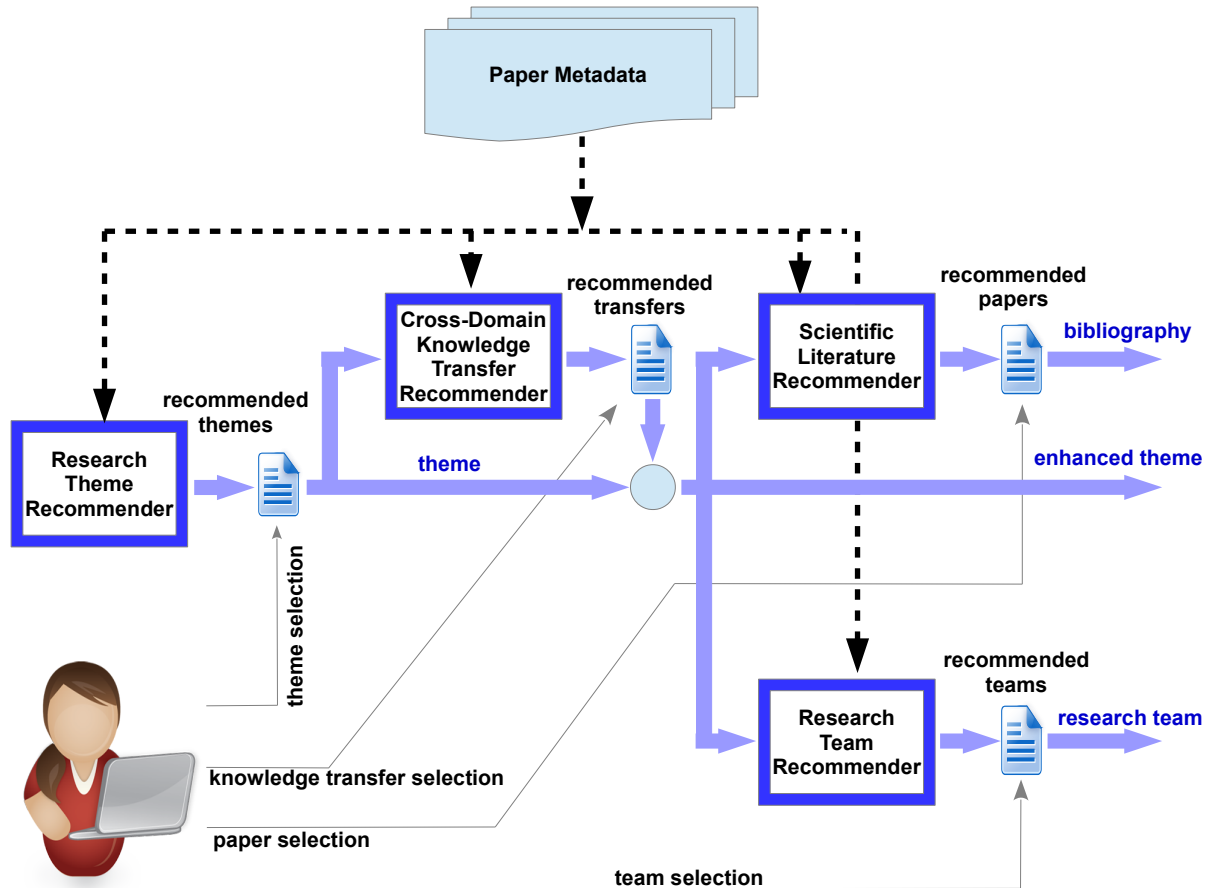 Paper Metadata
recommended
transfers
recommended
papers
Cross-Domain
Knowledge
Transfer
Recommender
Scientific
Literature
Recommender
bibliography
recommended
themes
Research
Theme
Recommender
theme
enhanced theme
theme selection
recommended
teams
Research
Team
Recommender
research team
knowledge transfer selection
paper selection
team selection